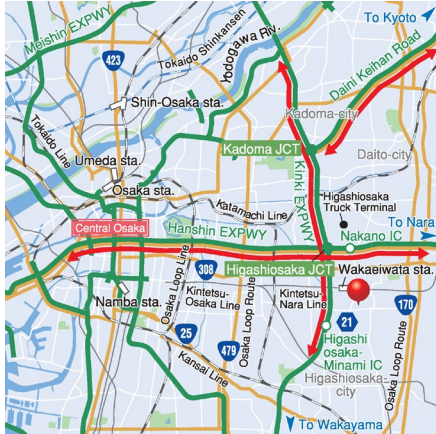 To Kyoto
Meishin EXPWY
Tokaido Shinkansen
Yodogawa Riv.
Daini Keihan Road
423
Shin-Osaka sta.
Kadoma-city
Tokaido Line
Kadoma JCT
Daito-city
Umeda sta.
Osaka sta.
Kinki EXPWY
Katamachi Line
Higashiosaka
Truck Terminal
To Nara
Central Osaka
Hanshin EXPWY
Nakano IC
308
Higashiosaka JCT
Wakaeiwata sta.
Namba sta.
Osaka Loop Line
Kintetsu-
Osaka Line
Osaka Loop Route
Kintetsu-
Nara Line
170
25
21
479
Kansai Line
Higashi
osaka-
Minami IC
Higashiosaka-
city
Osaka Loop Route
To Wakayama